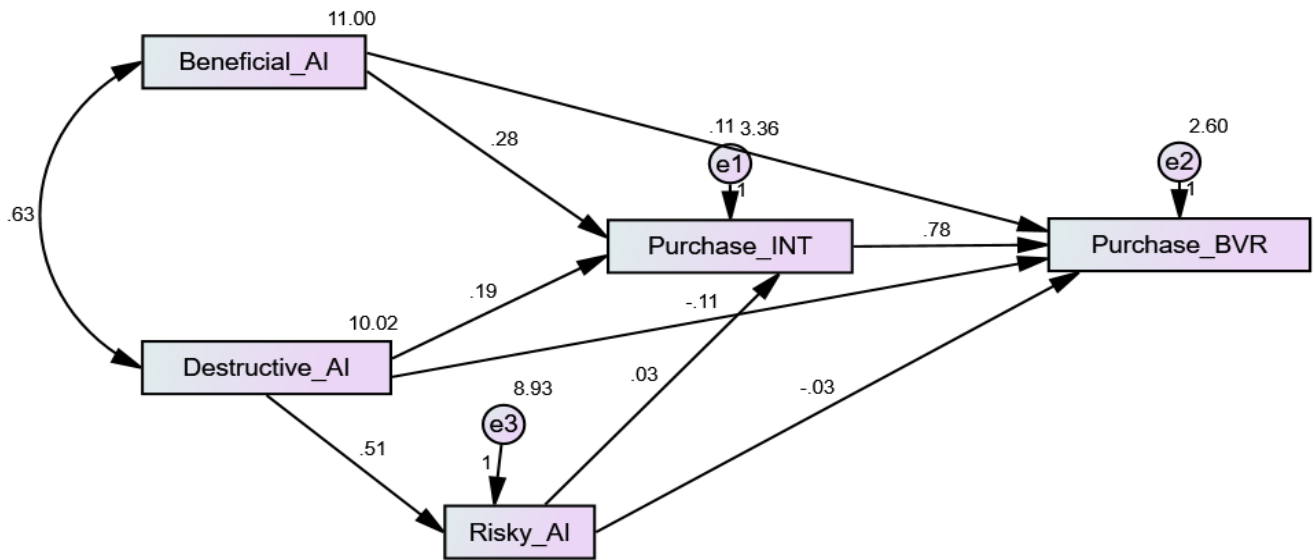 11.00
Beneficial_AI
.11
3.36
2.60
.28
e1
e2
1
1
.63
Purchase_INT
.78
Purchase_BVR
.19
-.11
10.02
Destructive_AI
.03
-.03
8.93
e3
.51
1
Risky_AI